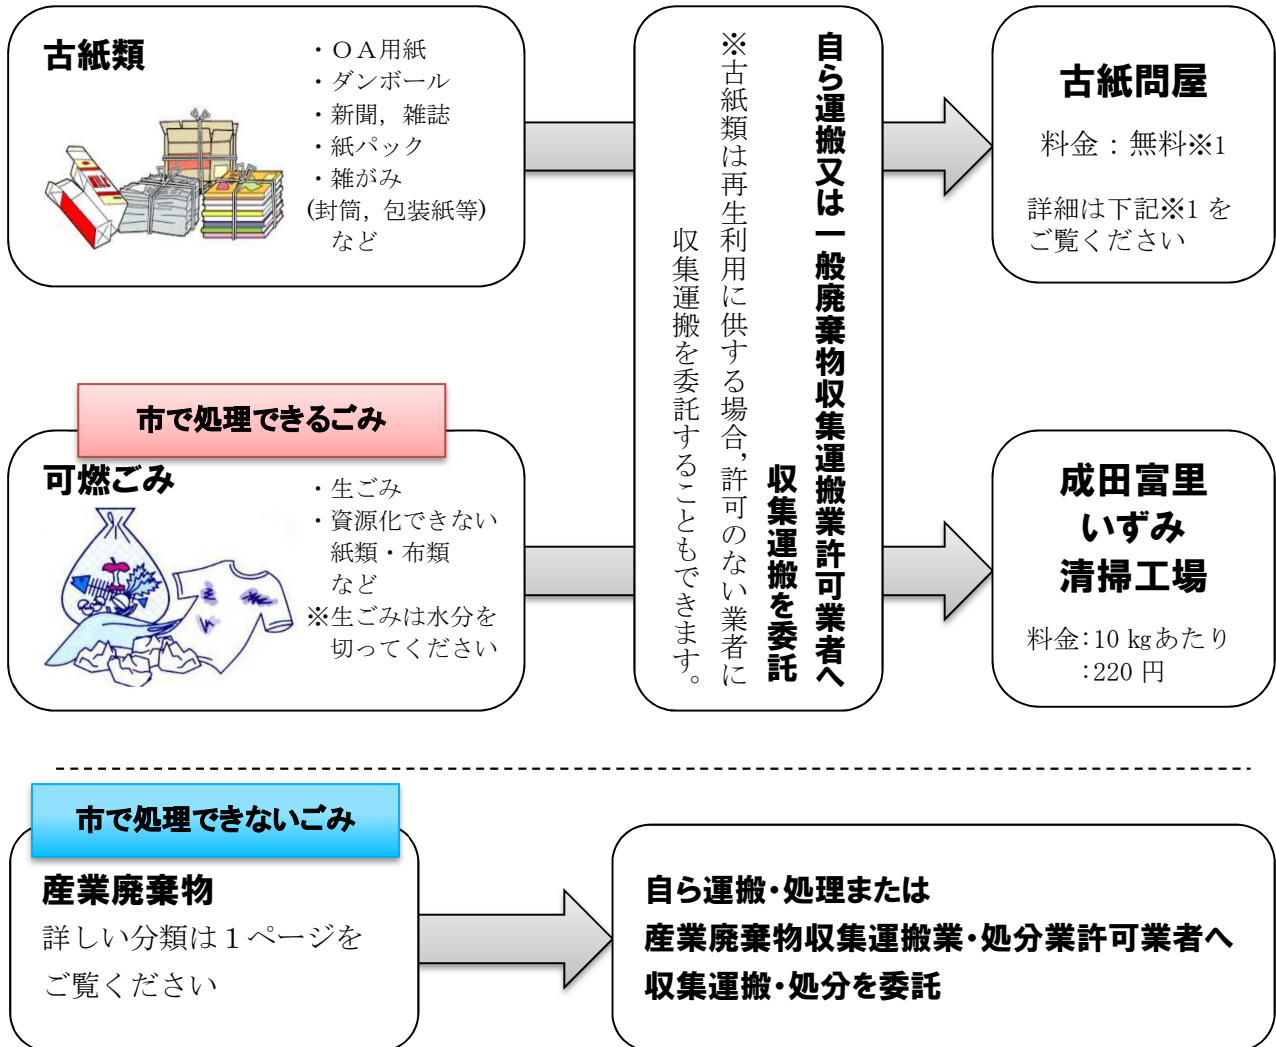 古紙類
・ＯＡ用紙
・ダンボール
・新聞，雑誌
・紙パック
・雑がみ
(封筒，包装紙等)
など
自ら運搬又は一般廃棄物収集運搬業許可業者へ
収集運搬を委託
※古紙類は再生利用に供する場合，許可のない業者に
収集運搬を委託することもできます。
古紙問屋
料金：無料※1
詳細は下記※1 を
ご覧ください
市で処理できるごみ
可燃ごみ
・生ごみ
・資源化できない
紙類・布類
など
※生ごみは水分を
切ってください
成田富里
いずみ
清掃工場
料金：10 ㎏あたり
：220 円
市で処理できないごみ
産業廃棄物
詳しい分類は１ページを
ご覧ください
自ら運搬・処理または
産業廃棄物収集運搬業・処分業許可業者へ
収集運搬・処分を委託